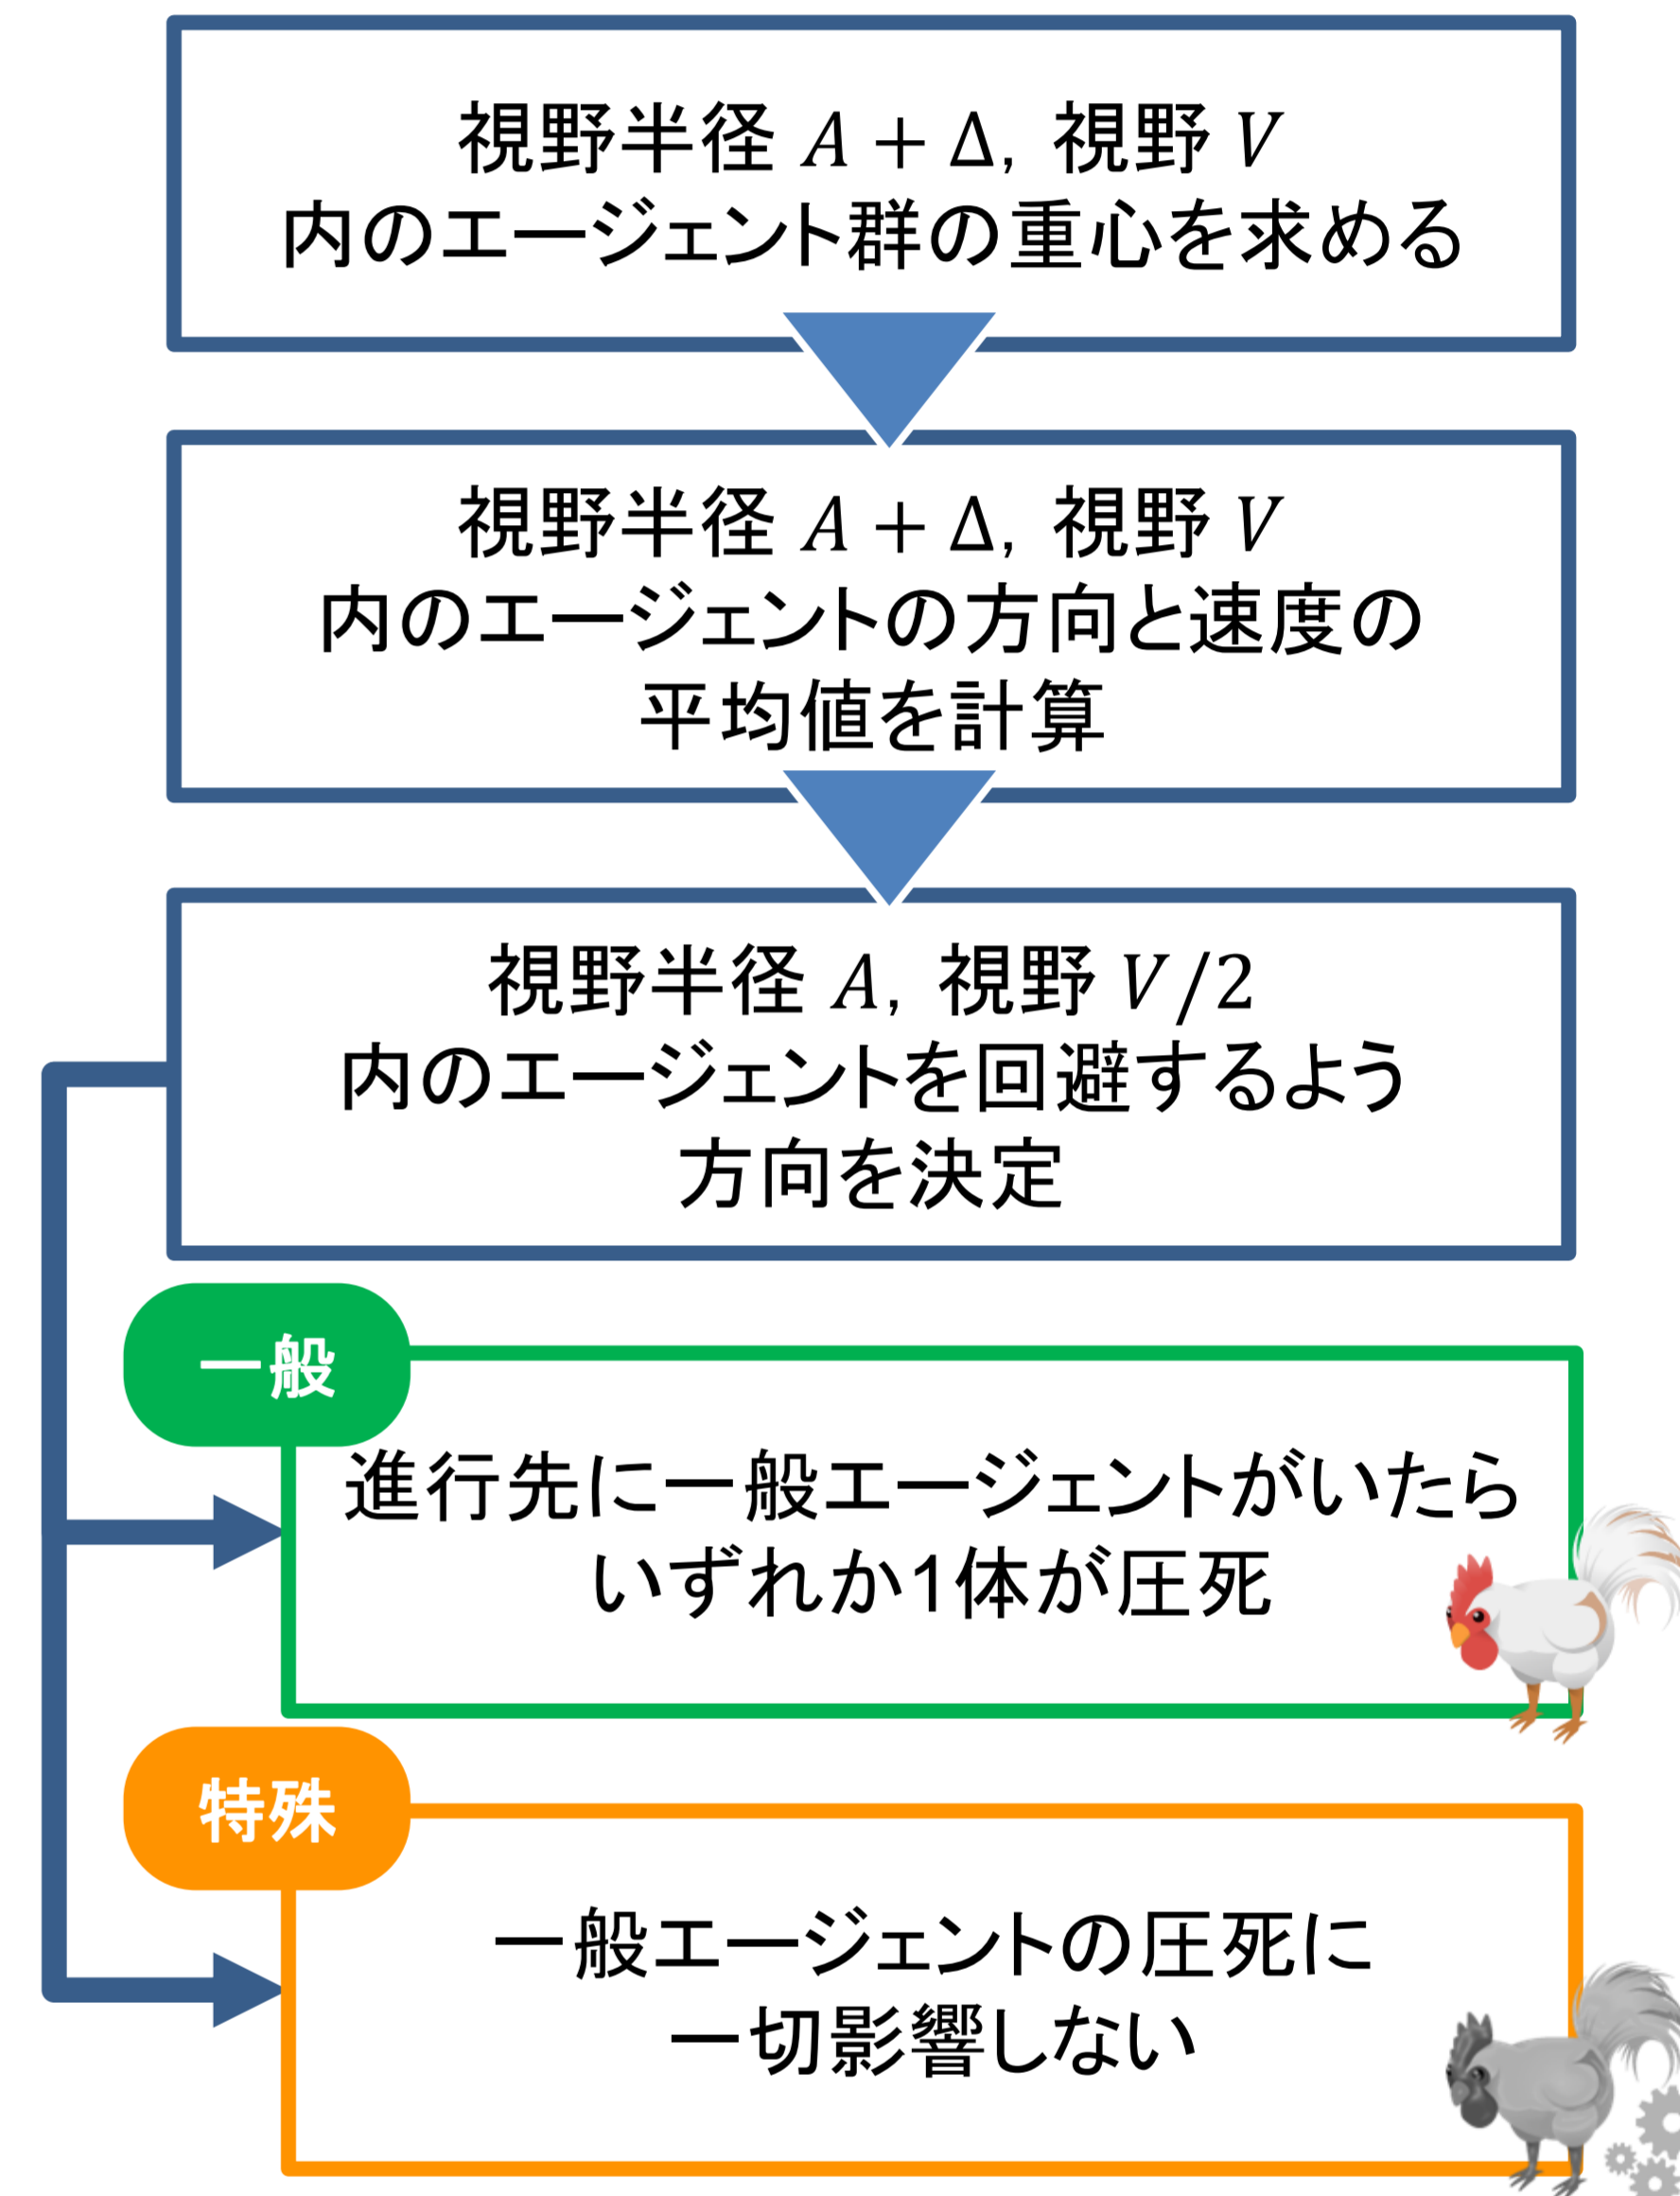 視野半径 A + Δ, 視野 V
内のエージェント群の重心を求める
視野半径 A + Δ, 視野 V
内のエージェントの方向と速度の
平均値を計算
視野半径 A, 視野 V/2
内のエージェントを回避するよう
方向を決定
一般
進行先に一般エージェントがいたら
いずれか1体が圧死
特殊
一般エージェントの圧死に
一切影響しない